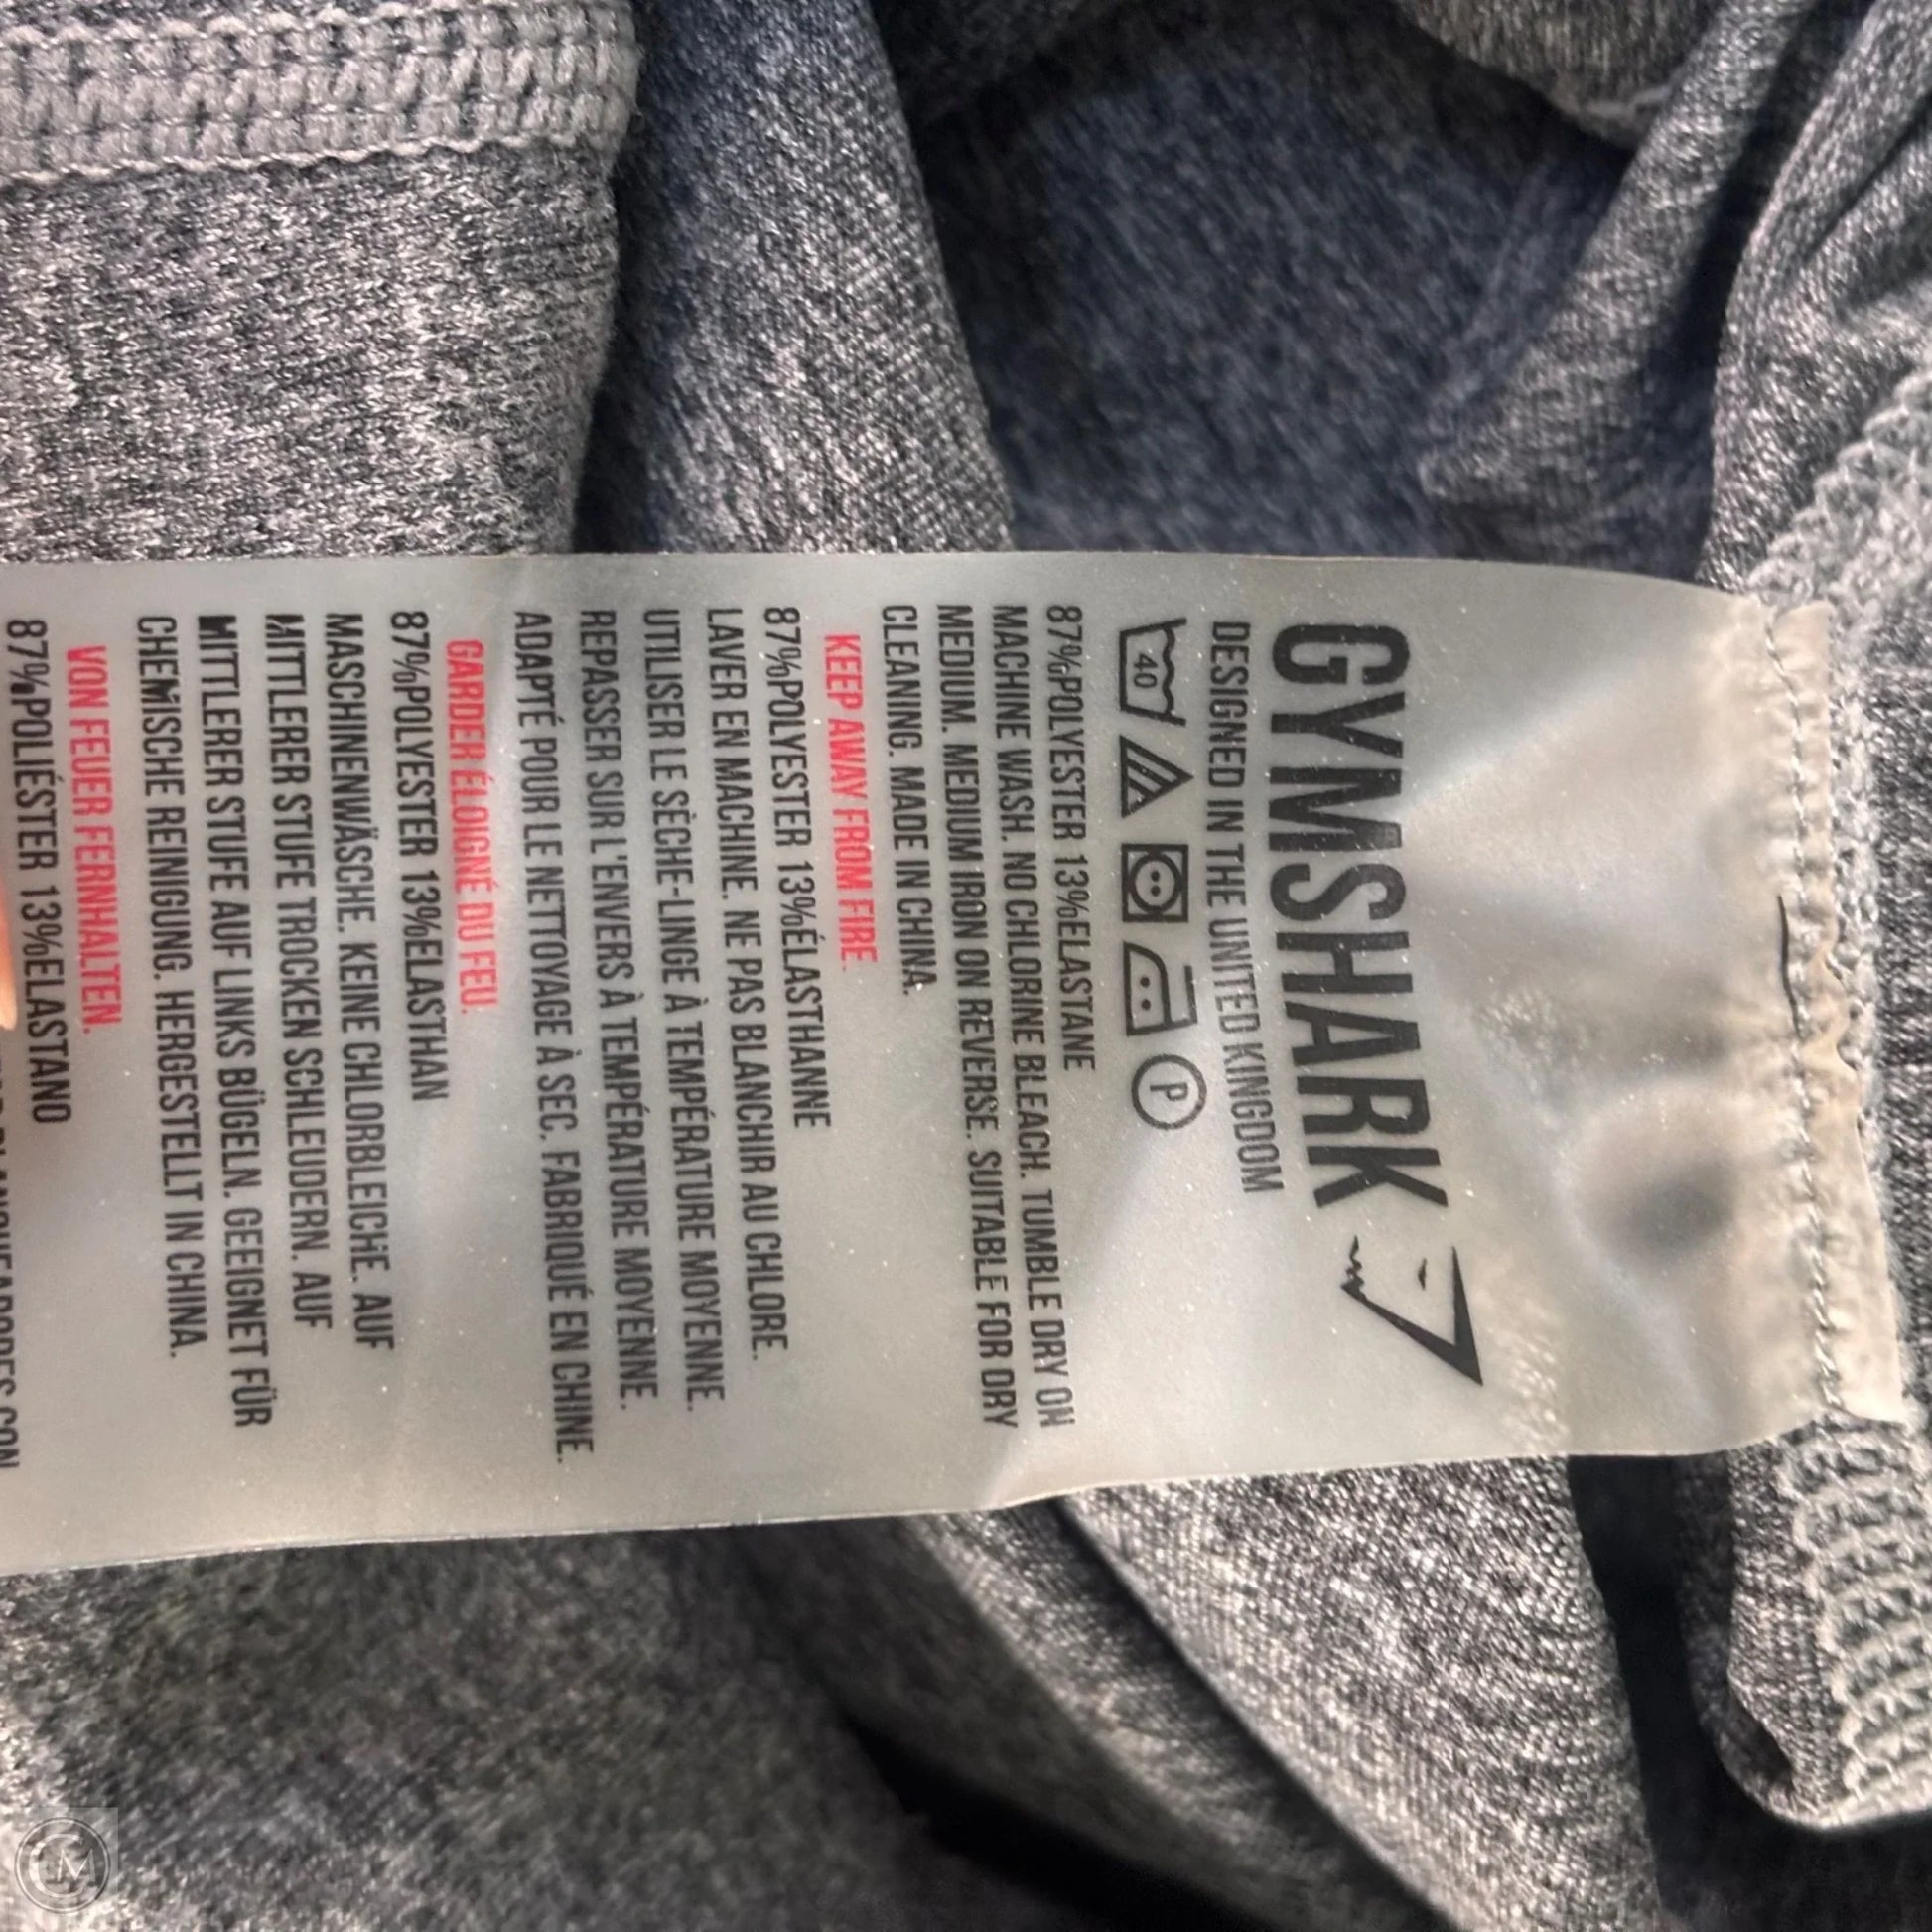 GYMSHARK
DESIGNED IN THE UNITED KINGDOM
40
P
87%POLYESTER 13%ELASTANE
MACHINE WASH. NO CHLORINE BLEACH. TUMBLE DRY ON
MEDIUM. MEDIUM IRON ON REVERSE. SUITABLE FOR DRY
CLEANING. MADE IN CHINA.
KEEP AWAY FROM FIRE.
87%POLYESTER 13%ÉLASTHANNE
LAVER EN MACHINE. NE PAS BLANCHIR AU CHLORE.
UTILISER LE SÈCHE-LINGE À TEMPÉRATURE MOYENNE.
REPASSER SUR L'ENVERS À TEMPÉRATURE MOYENNE.
ADAPTÉ POUR LE NETTOYAGE À SEC. FABRIQUÉ EN CHINE.
GARDER ÉLOIGNÉ DU FEU.
87%POLYESTER 13%ELASTHAN
MASCHINENWÄSCHE. KEINE CHLORBLEICHE. AUF
MITTLERER STUFE TROCKEN SCHLEUDERN. AUF
MITTLERER STUFE AUF LINKS BÜGELN. GEEIGNET FÜR
CHEMISCHE REINIGUNG. HERGESTELLT IN CHINA.
VON FEUER FERNHALTEN.
87%POLIÉSTER 13%ELASTANO
GM